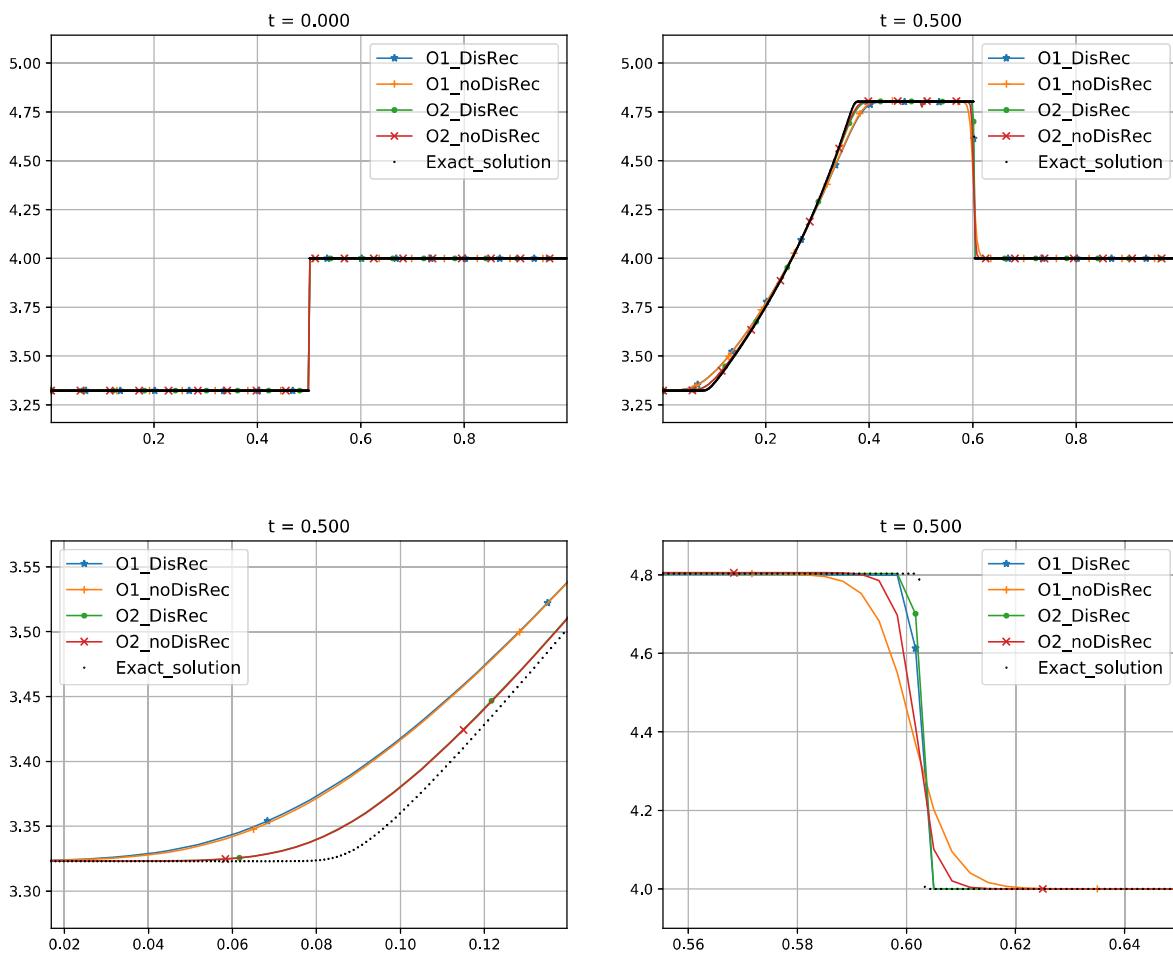 t = 0.000
5.00
4.75
4.50
4.25
4.00
3.75
3.50
3.25
0.2 0.4 0.6 0.8
O1_DisRec
O1_noDisRec
O2_DisRec
O2_noDisRec
Exact_solution
t = 0.500
5.00
4.75
4.50
4.25
4.00
3.75
3.50
3.25
0.2 0.4 0.6 0.8
O1_DisRec
O1_noDisRec
O2_DisRec
O2_noDisRec
Exact_solution
t = 0.500
3.55
3.50
3.45
3.40
3.35
3.30
0.02 0.04 0.06 0.08 0.10 0.12
O1_DisRec
O1_noDisRec
O2_DisRec
O2_noDisRec
Exact_solution
t = 0.500
4.8
4.6
4.4
4.2
4.0
0.56 0.58 0.60 0.62 0.64
O1_DisRec
O1_noDisRec
O2_DisRec
O2_noDisRec
Exact_solution